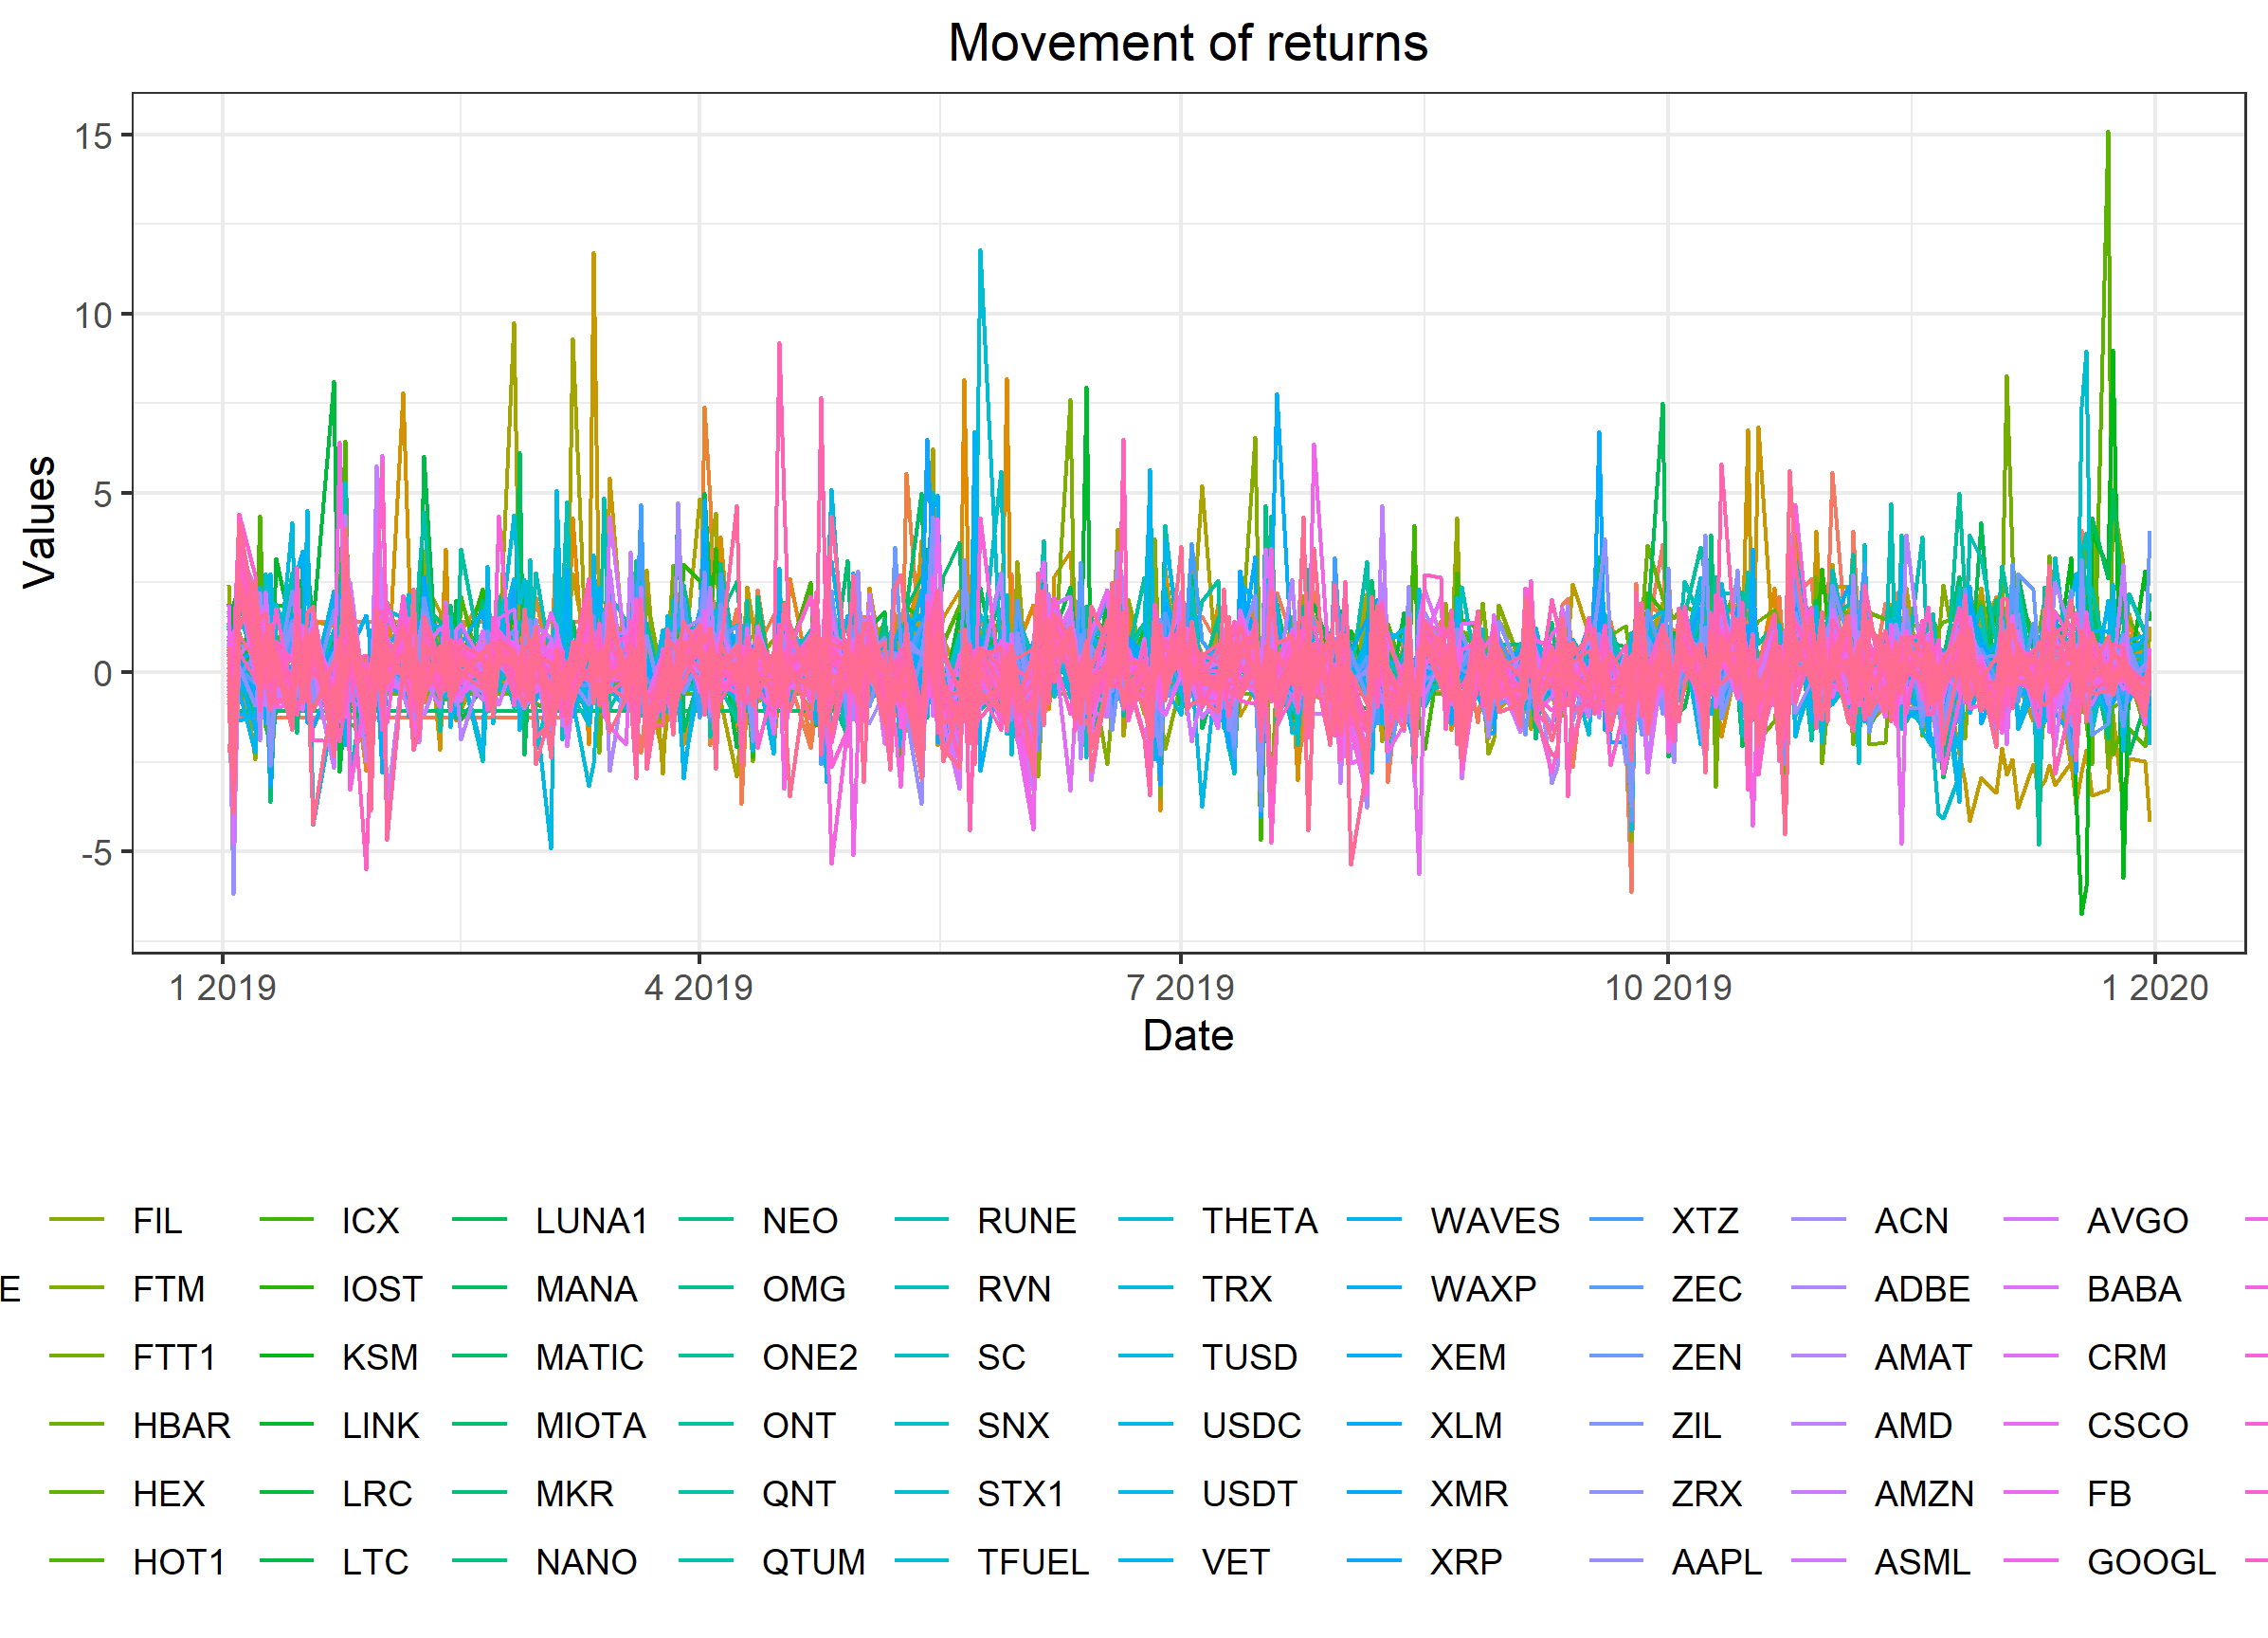 Movement of returns
Values
15
10
5
0
-5
1 2019 4 2019 7 2019 10 2019 1 2020
Date
FIL ICX LUNA1 NEO RUNE THETA WAVES XTZ ACN AVGO
E FTM IOST MANA OMG RVN TRX WAXP ZEC ADBE BABA
FTT1 KSM MATIC ONE2 SC TUSD XEM ZEN AMAT CRM
HBAR LINK MIOTA ONT SNX USDC XLM ZIL AMD CSCO
HEX LRC MKR QNT STX1 USDT XMR ZRX AMZN FB
HOT1 LTC NANO QTUM TFUEL VET XRP AAPL ASML GOOGL